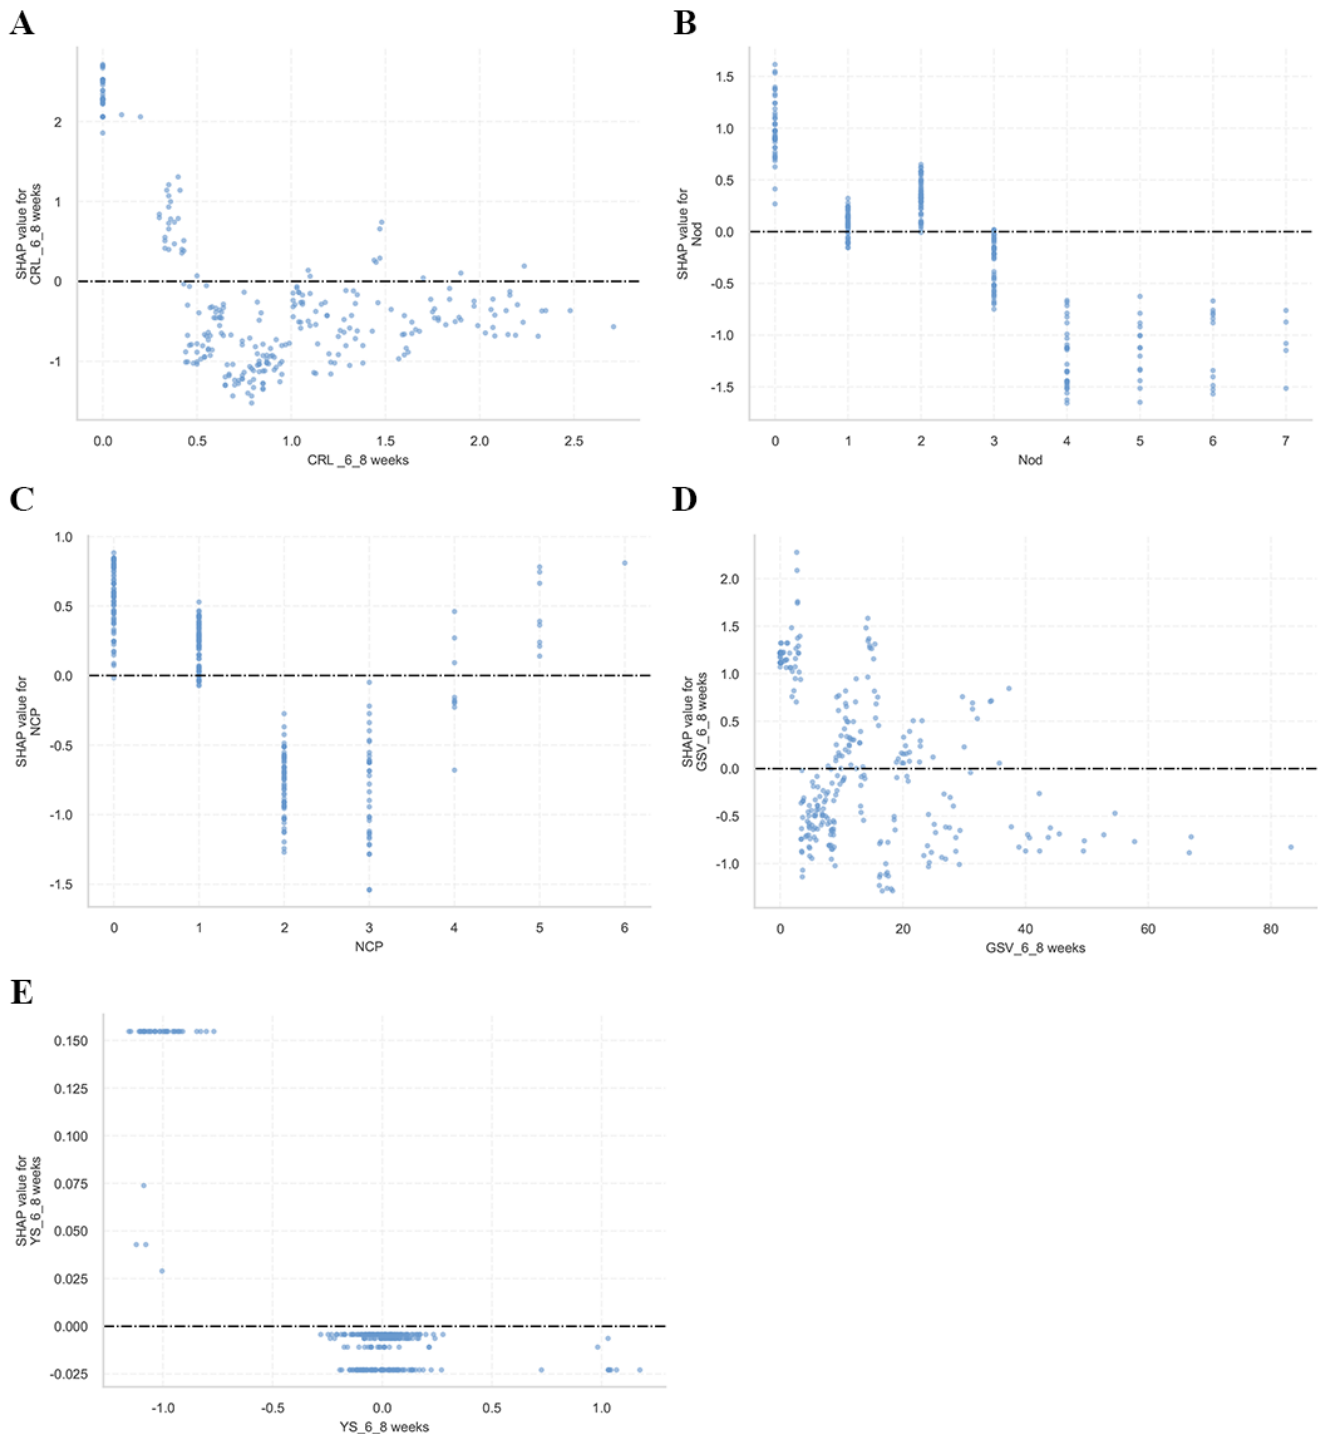 A
SHAP value for
CRL _6_8 weeks
2
1
0
-1
0.0 0.5 1.0 1.5 2.0 2.5
CRL _6_8 weeks
B
SHAP value for
Nod
1.5
1.0
0.5
0.0
-0.5
-1.0
-1.5
0 1 2 3 4 5 6 7
Nod
C
SHAP value for
NCP
1.0
0.5
0.0
-0.5
-1.0
-1.5
0 1 2 3 4 5 6
NCP
D
SHAP value for
GSV_6_8 weeks
2.0
1.5
1.0
0.5
0.0
-0.5
-1.0
0 20 40 60 80
GSV_6_8 weeks
E
SHAP value for
YS_6_8 weeks
0.150
0.125
0.100
0.075
0.050
0.025
0.000
-0.025
-1.0 -0.5 0.0 0.5 1.0
YS_6_8 weeks